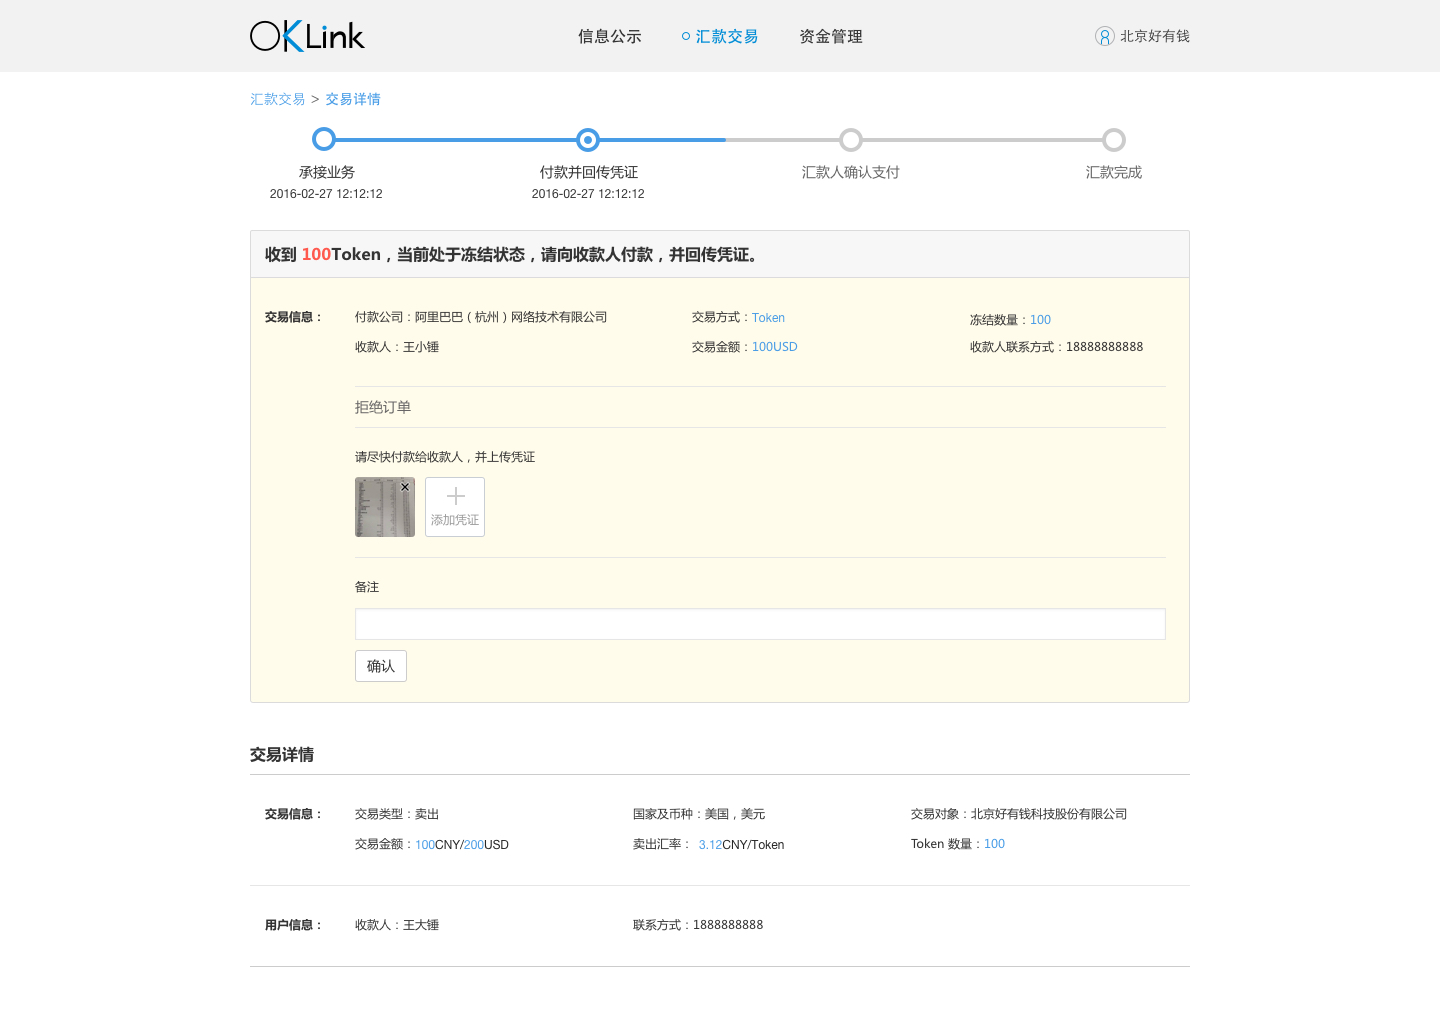 OKLink 信息公示 汇款交易 资金管理 北京好有钱
汇款交易 > 交易详情
承接业务 付款并回传凭证 汇款人确认支付 汇款完成
2016-02-27 12:12:12 2016-02-27 12:12:12
收到 100Token，当前处于冻结状态，请向收款人付款，并回传凭证。
交易信息： 付款公司：阿里巴巴（杭州）网络技术有限公司 交易方式：Token 冻结数量：100
收款人：王小锤 交易金额：100USD 收款人联系方式：18888888888
拒绝订单
请尽快付款给收款人，并上传凭证
添加凭证
备注
确认
交易详情
交易信息： 交易类型：卖出 国家及币种：美国，美元 交易对象：北京好有钱科技股份有限公司
交易金额：100CNY/200USD 卖出汇率： 3.12CNY/Token Token 数量：100
用户信息： 收款人：王大锤 联系方式：1888888888